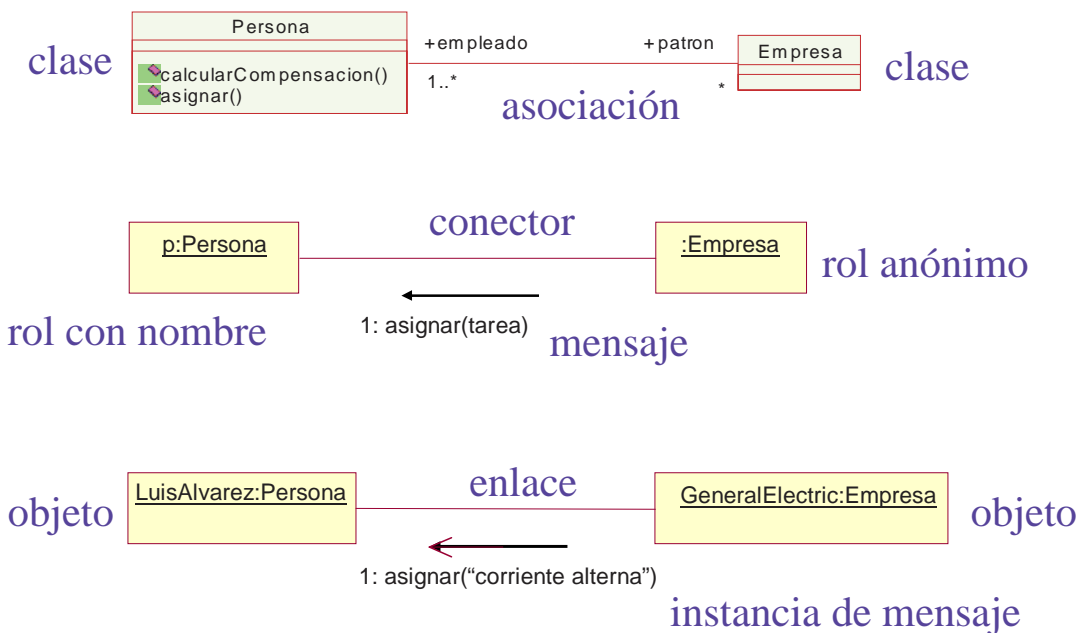 Persona
clase
calcularCompensacion()
asignar()
+empleado
1..*
+patron
*
asociación
Empresa
clase
p:Persona
conector
:Empresa
rol anónimo
rol con nombre
1: asignar(tarea)
mensaje
objeto
LuisAlvarez:Persona
enlace
GeneralElectric:Empresa
objeto
1: asignar(“corriente alterna”)
instancia de mensaje